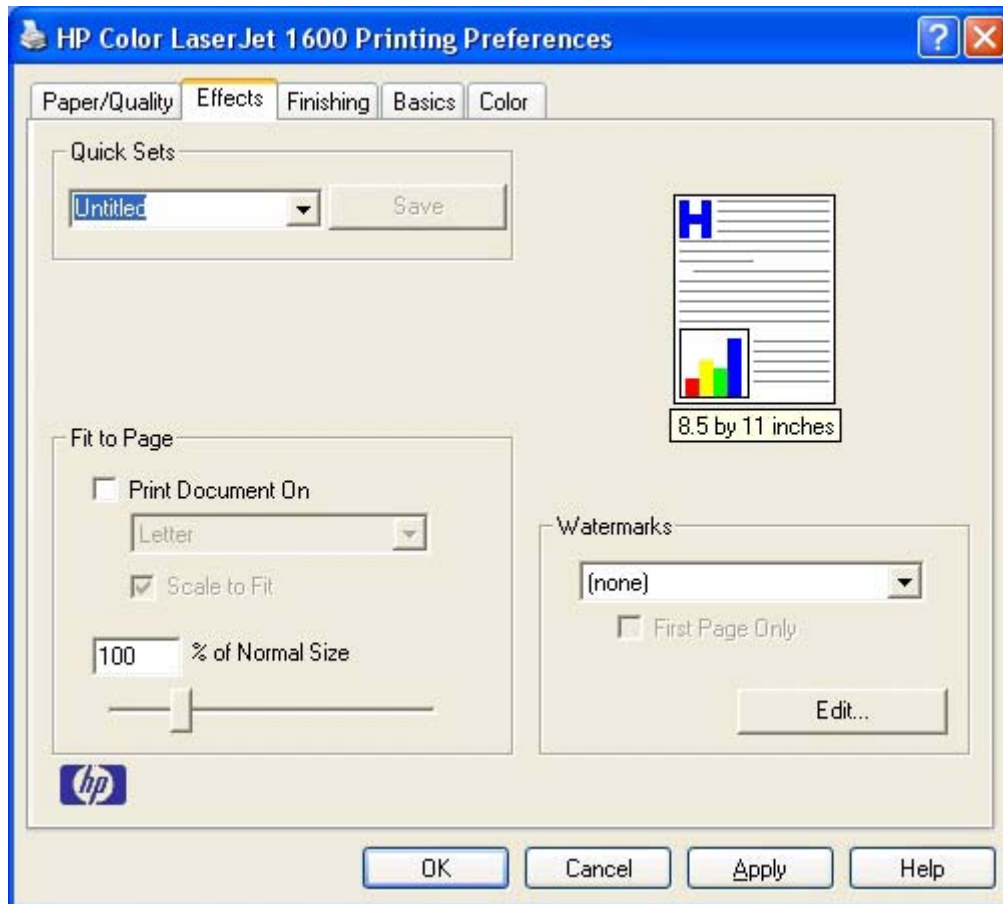 HP Color LaserJet 1600 Printing Preferences
Paper/Quality Effects Finishing Basics Color
Quick Sets
Untitled Save
H
8.5 by 11 inches
Fit to Page
Print Document On
Letter
Scale to Fit
100 % of Normal Size
Watermarks
(none)
First Page Only
Edit...
hp
OK Cancel Apply Help